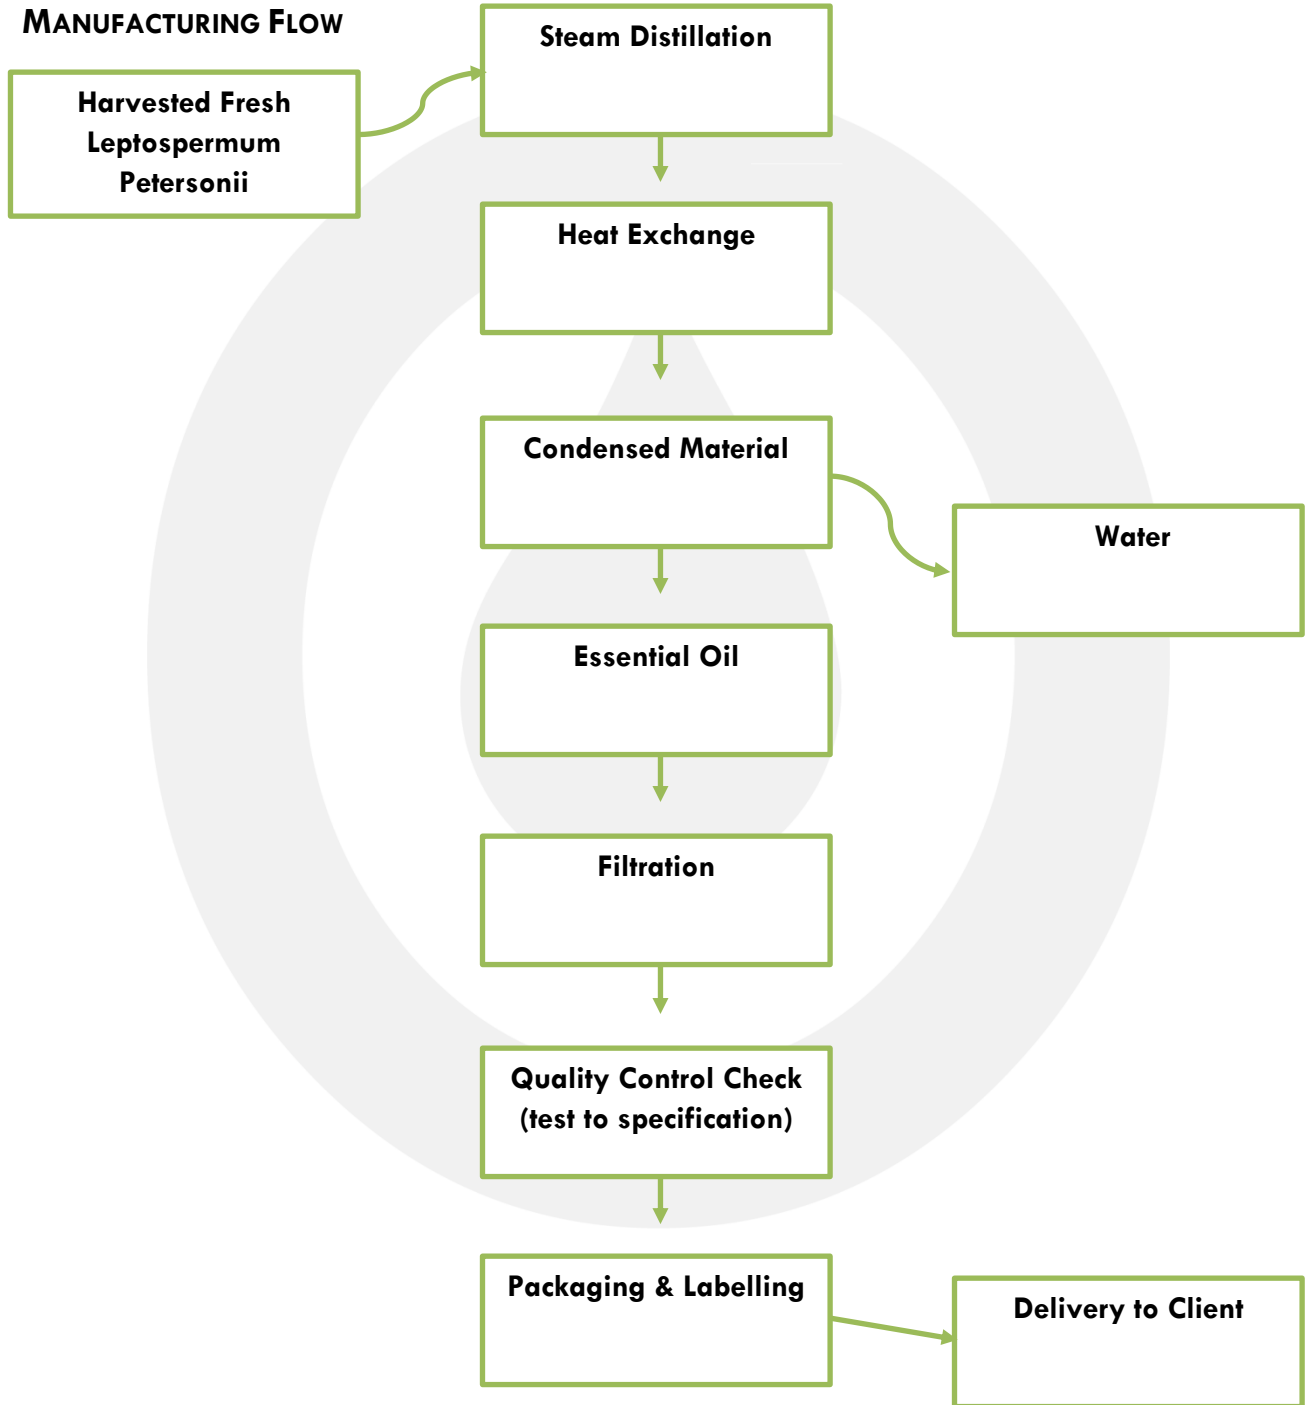 MANUFACTURING FLOW
Steam Distillation
Harvested Fresh
Leptospermum
Petersonii
Heat Exchange
Condensed Material
Water
Essential Oil
Filtration
Quality Control Check
(test to specification)
Packaging & Labelling
Delivery to Client